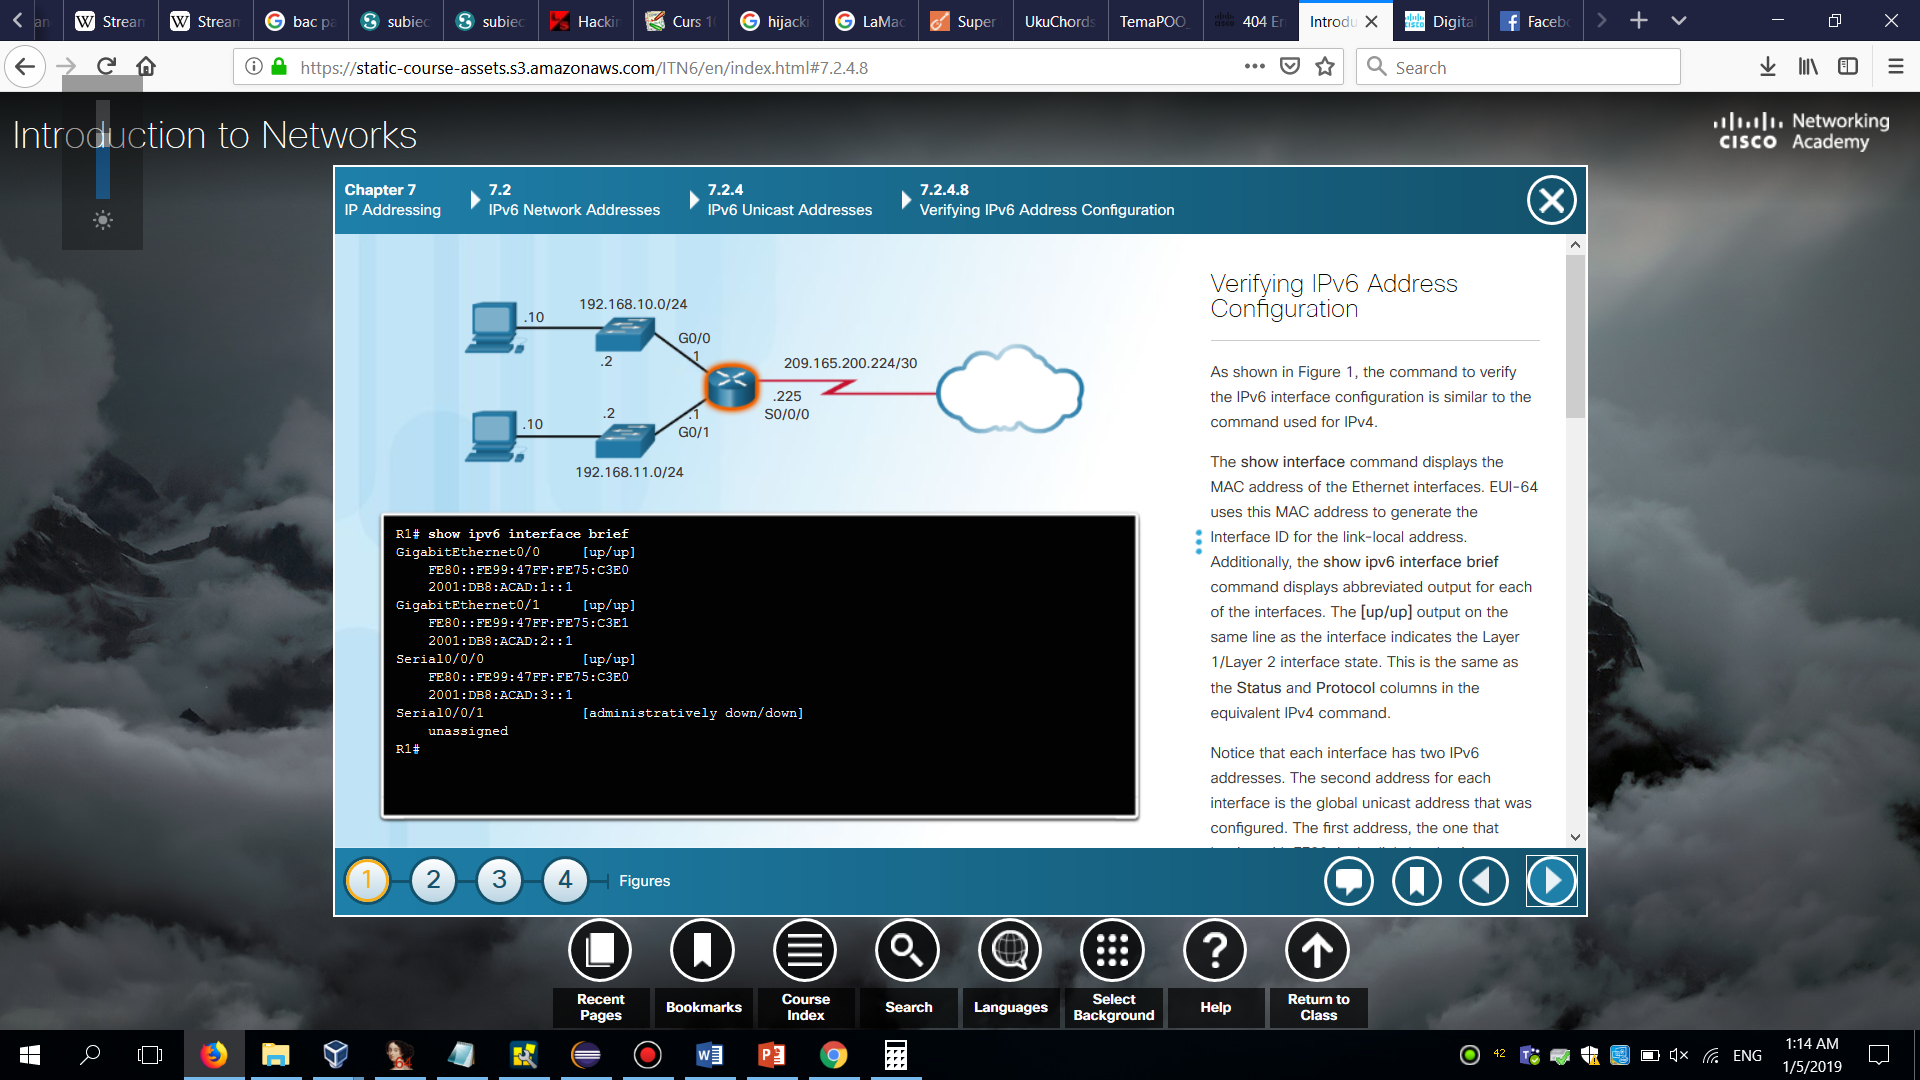 Stream
Stream
bac pa
subiec
subiec
Hackin
Curs 1
hijacki
LaMac
Super
UkuChords
TemaPOO_
404 Er
Introdu
Digita
Facebo
https://static-course-assets.s3.amazonaws.com/ITN6/en/index.html#7.2.4.8
Search
Introduction to Networks
Networking
CISCO Academy
Chapter 7
IP Addressing
7.2
IPv6 Network Addresses
7.2.4
IPv6 Unicast Addresses
7.2.4.8
Verifying IPv6 Address Configuration
192.168.10.0/24
.10
G0/0
.1
.2
209.165.200.224/30
.225
S0/0/0
.2
.1
.10
G0/1
192.168.11.0/24
R1# show ipv6 interface brief
GigabitEthernet0/0 [up/up]
FE80::FE99:47FF:FE75:C3E0
2001:DB8:ACAD:1::1
GigabitEthernet0/1 [up/up]
FE80::FE99:47FF:FE75:C3E1
2001:DB8:ACAD:2::1
Serial0/0/0 [up/up]
FE80::FE99:47FF:FE75:C3E0
2001:DB8:ACAD:3::1
Serial0/0/1 [administratively down/down]
unassigned
R1#
Verifying IPv6 Address
Configuration
As shown in Figure 1, the command to verify
the IPv6 interface configuration is similar to the
command used for IPv4.
The show interface command displays the
MAC address of the Ethernet interfaces. EUI-64
uses this MAC address to generate the
Interface ID for the link-local address.
Additionally, the show ipv6 interface brief
command displays abbreviated output for each
of the interfaces. The [up/up] output on the
same line as the interface indicates the Layer
1/Layer 2 interface state. This is the same as
the Status and Protocol columns in the
equivalent IPv4 command.
Notice that each interface has two IPv6
addresses. The second address for each
interface is the global unicast address that was
configured. The first address, the one that
1
2
3
4
Figures
Recent
Pages
Bookmarks
Course
Index
Search
Languages
Select
Background
Help
Return to
Class
42
ENG
1:14 AM
1/5/2019